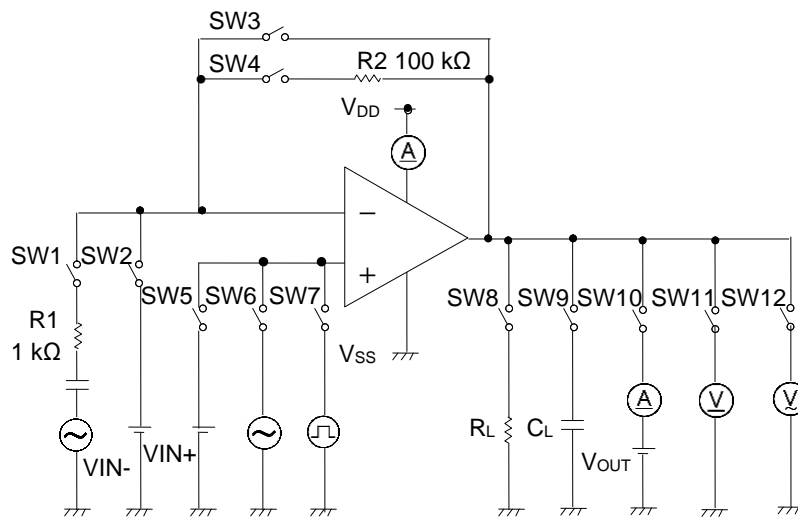 SW3
SW4
R2 100 kΩ
VDD
A
−
+
SW1
SW2
SW5
SW6
SW7
SW8
SW9
SW10
SW11
SW12
R1
1 kΩ
VSS
VIN-
VIN+
RL
CL
A
V
V
VOUT